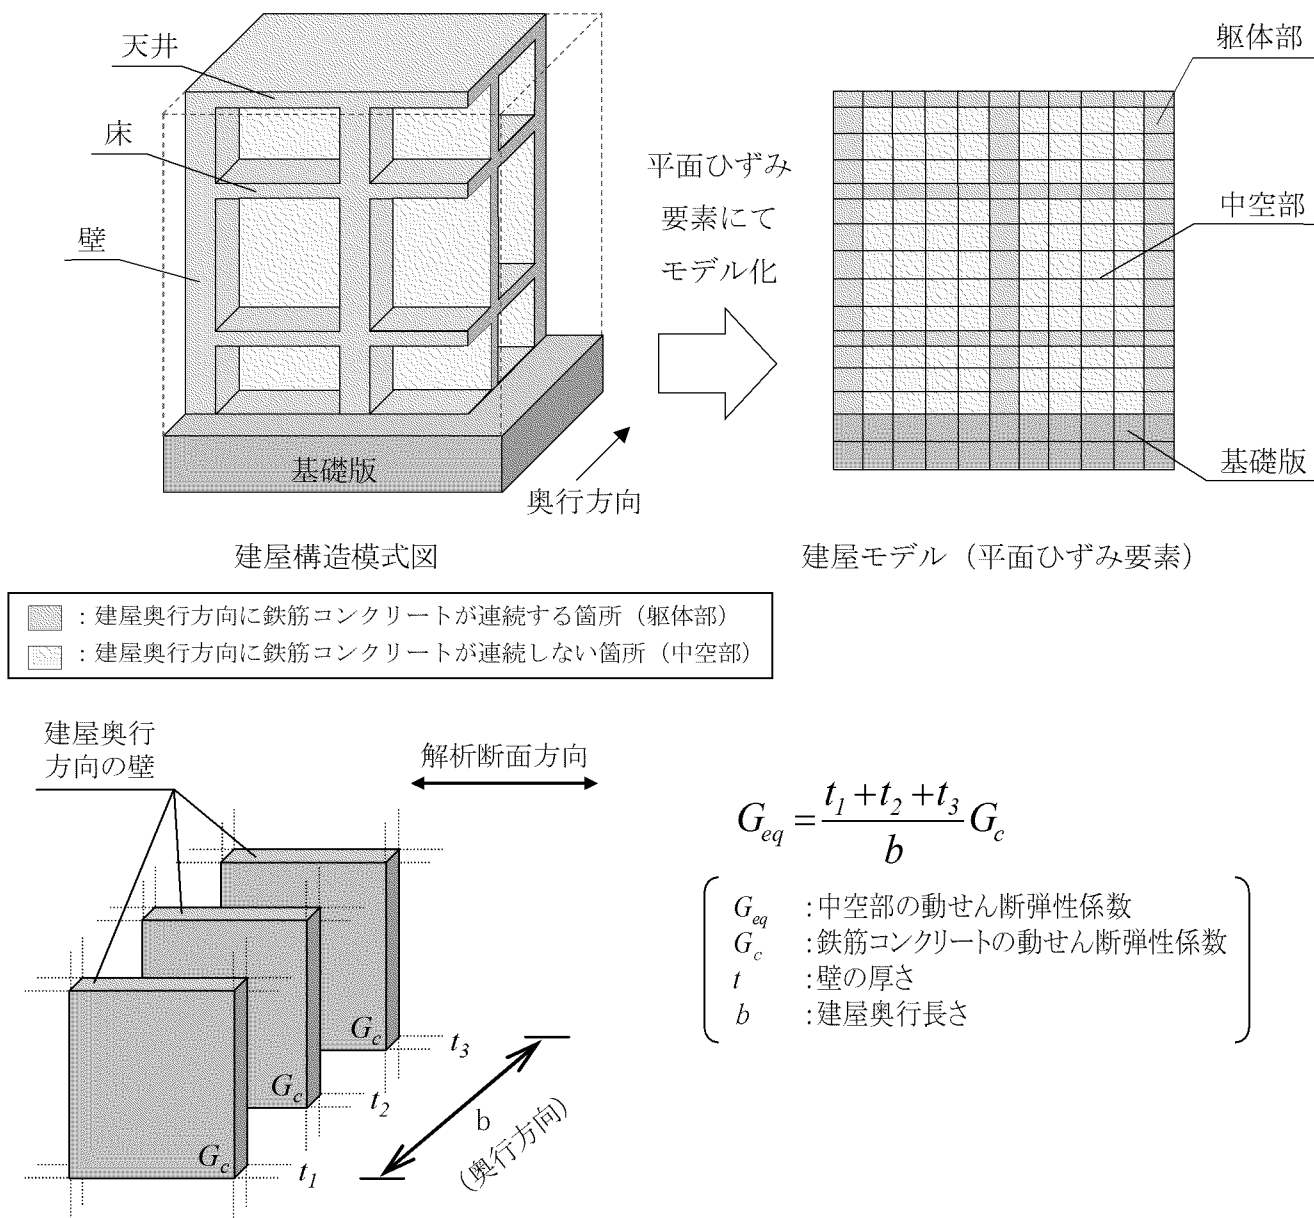 天井
床
壁
基礎版
奥行方向
建屋構造模式図
平面ひずみ
要素にて
モデル化
躯体部
中空部
基礎版
建屋モデル（平面ひずみ要素）
：建屋奥行方向に鉄筋コンクリートが連続する箇所（躯体部）
：建屋奥行方向に鉄筋コンクリートが連続しない箇所（中空部）
建屋奥行
方向の壁
解析断面方向
G_c t_3
G_c t_2
G_c t_1
b
（奥行方向）
G_{eq} = \frac{t_1+t_2+t_3}{b} G_c
G_{eq} ：中空部の動せん断弾性係数
G_c ：鉄筋コンクリートの動せん断弾性係数
t ：壁の厚さ
b ：建屋奥行長さ